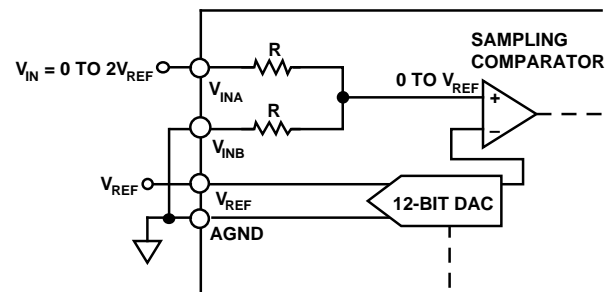 SAMPLING
COMPARATOR
R
V_IN = 0 TO 2V_REF
V_INA
0 TO V_REF
+
R
–
V_INB
V_REF
V_REF
12-BIT DAC
AGND